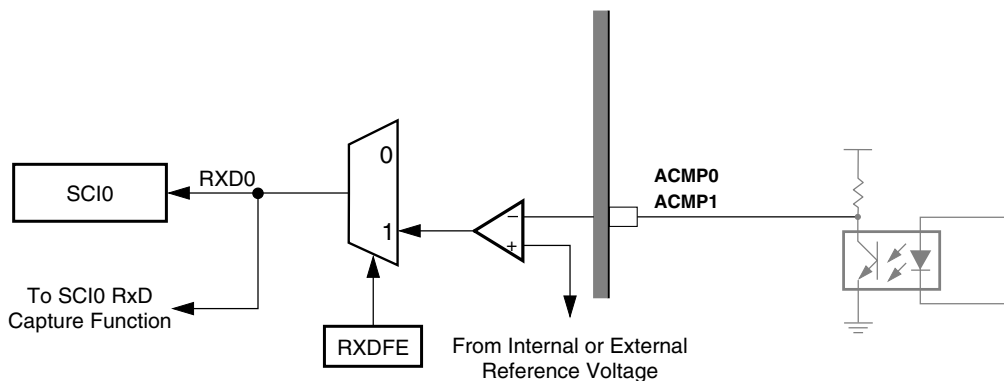 SCI0
RXD0
0
1
ACMP0
ACMP1
−
+
To SCI0 RxD
Capture Function
RXDFE
From Internal or External
Reference Voltage